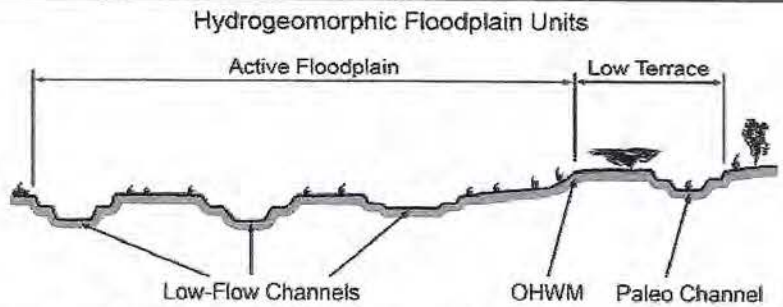 Hydrogeomorphic Floodplain Units
Active Floodplain
Low Terrace
Low-Flow Channels
OHWM
Paleo Channel